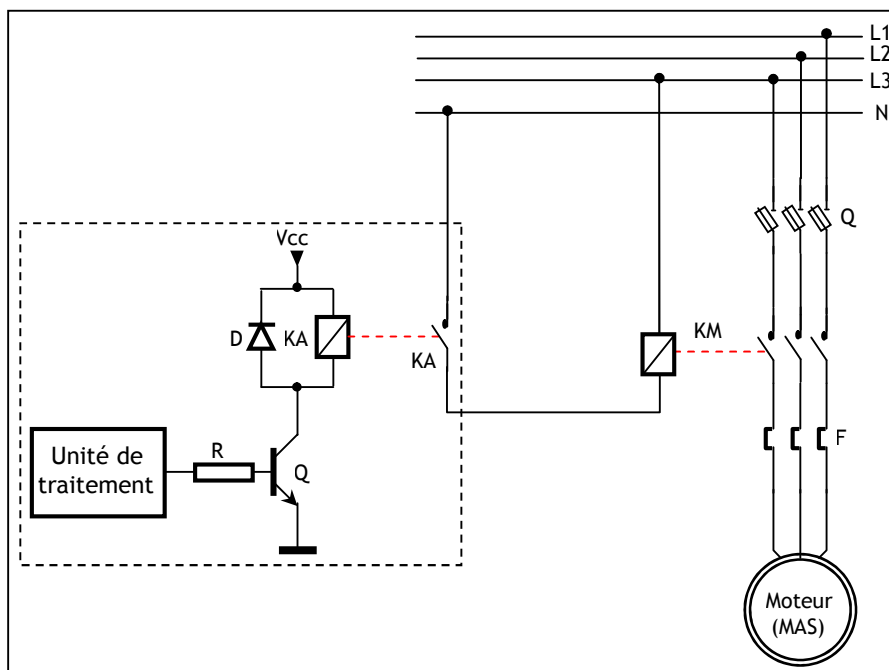 L1
L2
L3
N
Q
Vcc
D
KA
KA
KM
R
Q
F
Unité de
traitement
Moteur
(MAS)